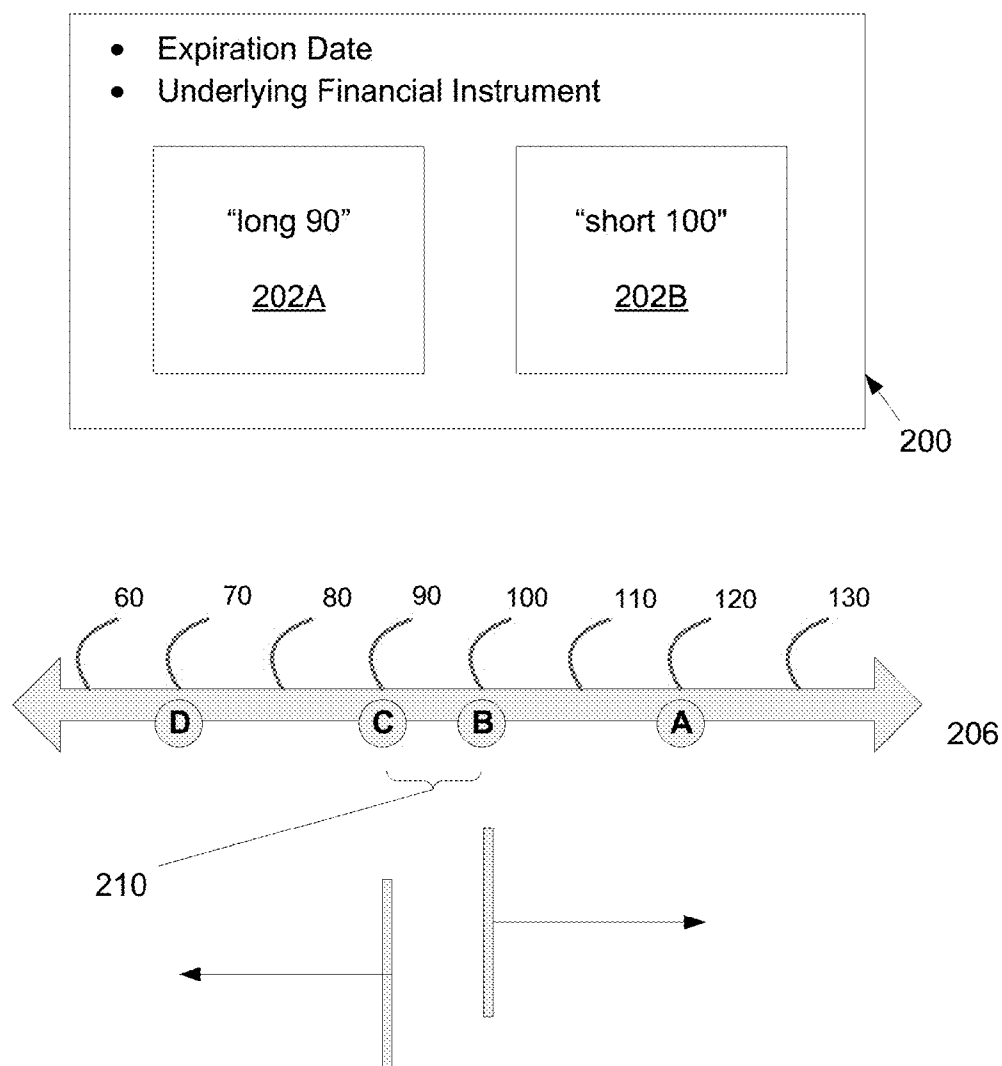 • Expiration Date
• Underlying Financial Instrument
“long 90” “short 100"
202A 202B
200
60 70 80 90 100 110 120 130
D C B A
206
210